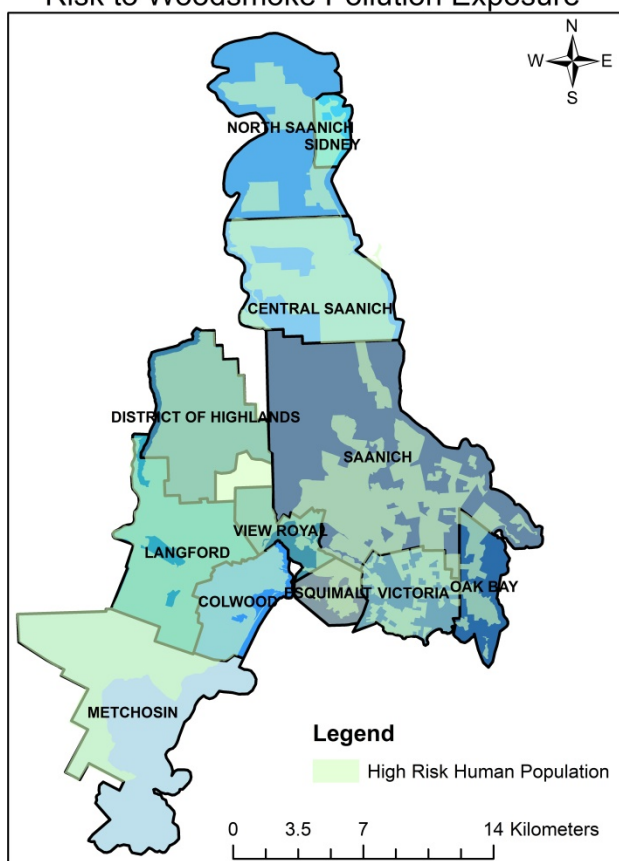 Risk to Woodsmoke Pollution Exposure
N
W E
S
NORTH SAANICH
SIDNEY
CENTRAL SAANICH
DISTRICT OF HIGHLANDS
SAANICH
VIEW ROYAL
LANGFORD
COLWOOD
ESQUIMALT
VICTORIA
OAK BAY
METCHOSIN
Legend
High Risk Human Population
0 3.5 7 14 Kilometers